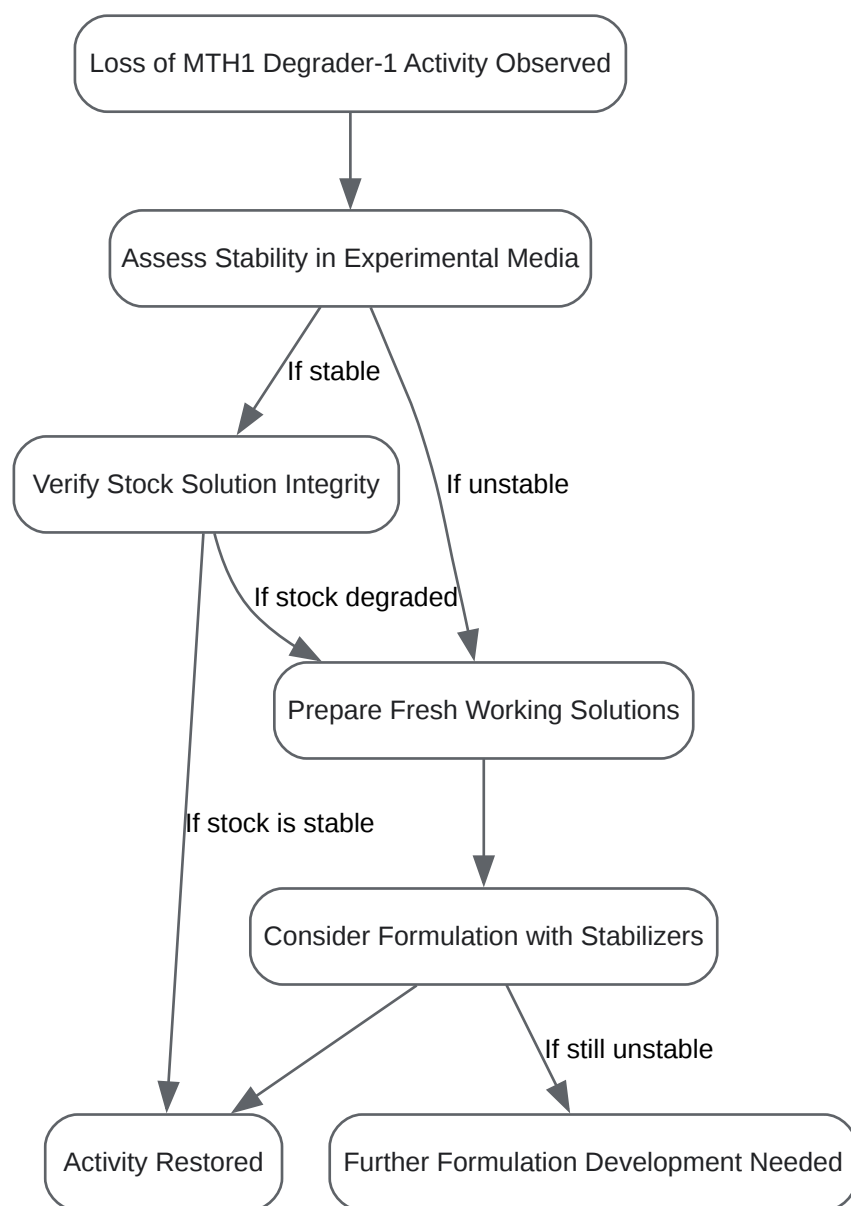 Loss of MTH1 Degrader-1 Activity Observed
Assess Stability in Experimental Media
If stable
Verify Stock Solution Integrity
If unstable
If stock degraded
Prepare Fresh Working Solutions
If stock is stable
Consider Formulation with Stabilizers
If still unstable
Activity Restored
Further Formulation Development Needed